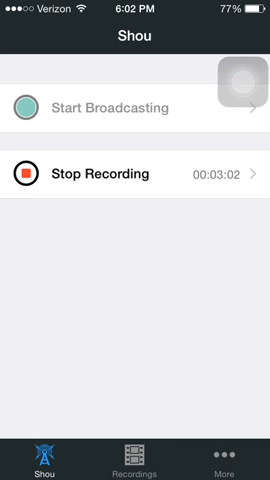 Verizon 6:02 PM 77%
Shou
Start Broadcasting
Stop Recording 00:03:02
Shou Recordings More